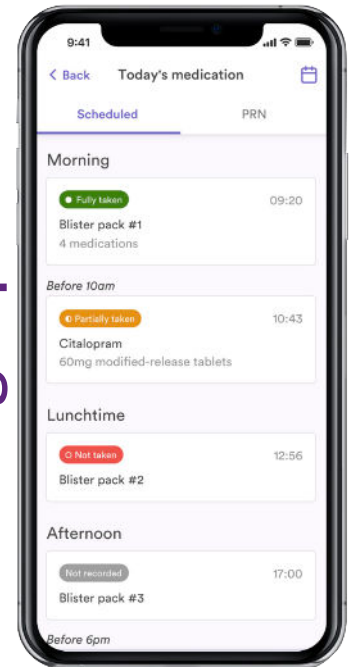 9:41
Back
Today's medication
Scheduled
PRN
Morning
Fully taken
09:20
Blister pack #1
4 medications
Before 10am
Partially taken
10:43
Citalopram
60mg modified-release tablets
Lunchtime
Not taken
12:56
Blister pack #2
Afternoon
Not recorded
17:00
Blister pack #3
Before 6pm